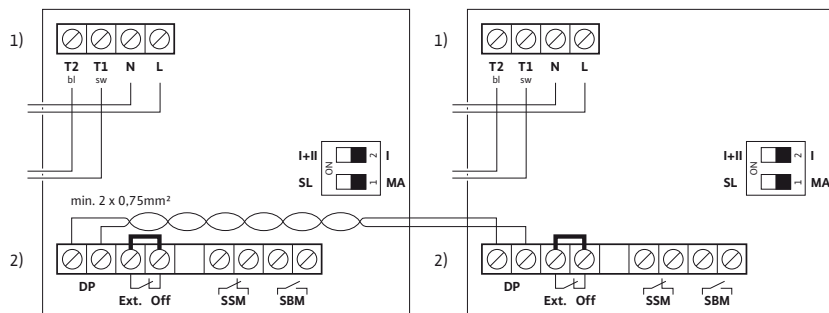 1)
T2 T1 N L
bl sw
I+II ON 2 I
SL 1 MA
min. 2 x 0,75mm²
2)
DP
Ext. Off SSM SBM
1)
T2 T1 N L
bl sw
I+II ON 2 I
SL 1 MA
2)
DP
Ext. Off SSM SBM